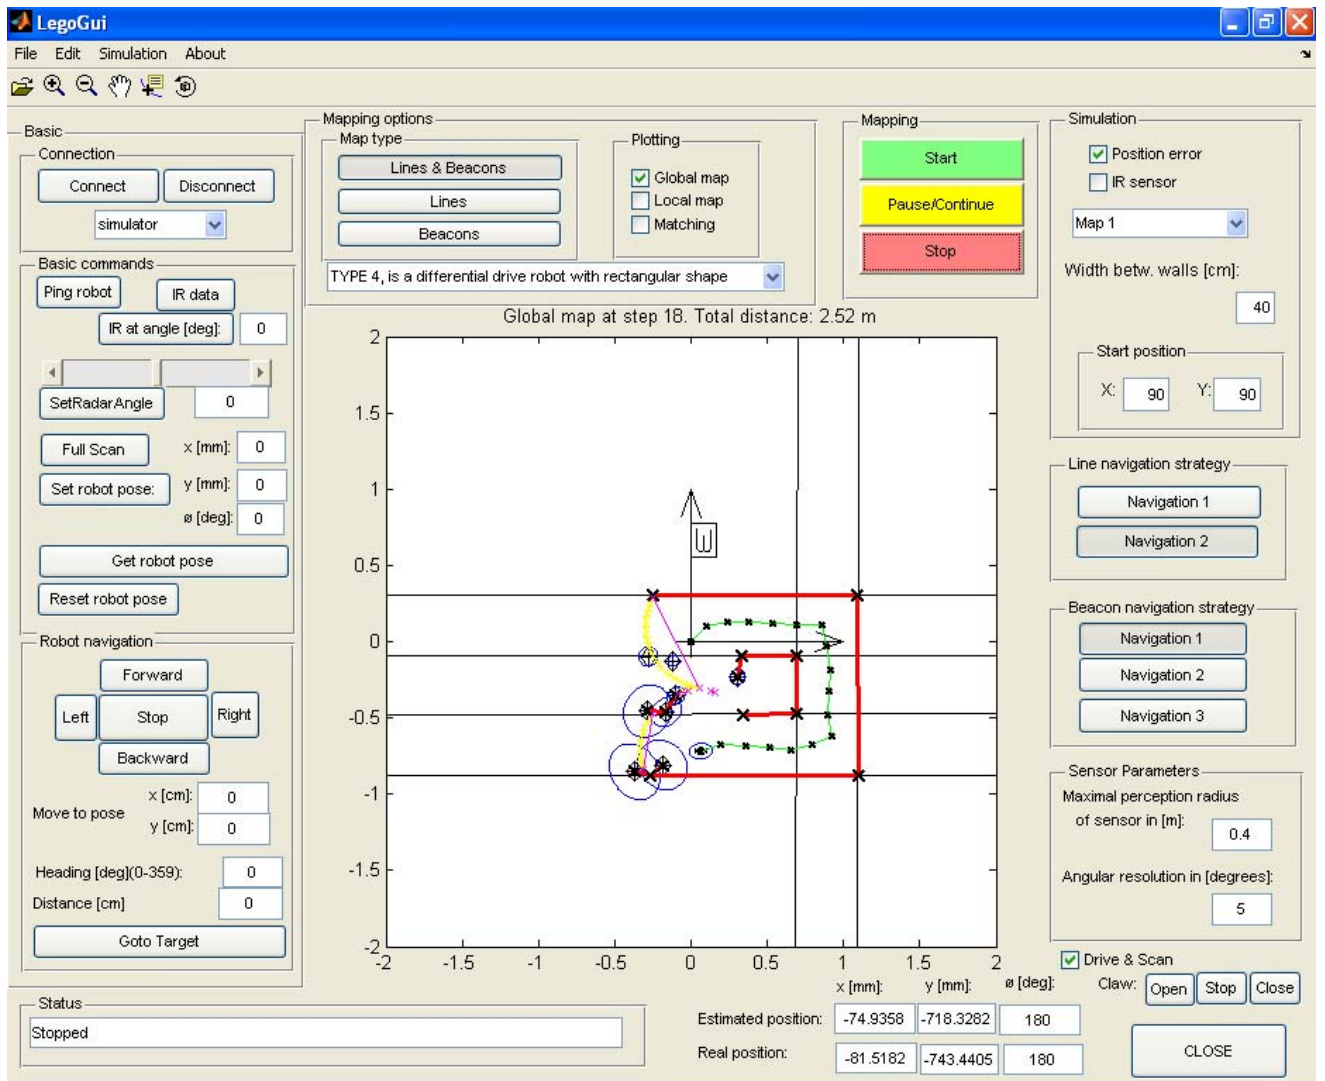 LegoGui
File Edit Simulation About
Basic
Connection
Connect Disconnect
simulator
Basic commands
Ping robot IR data
IR at angle [deg]: 0
SetRadarAngle 0
Full Scan x [mm]: 0
Set robot pose: y [mm]: 0
ø [deg]: 0
Get robot pose
Reset robot pose
Robot navigation
Forward
Left Stop Right
Backward
Move to pose
x [cm]: 0
y [cm]: 0
Heading [deg](0-359): 0
Distance [cm] 0
Goto Target
Mapping options
Map type
Lines & Beacons
Lines
Beacons
Plotting
Global map
Local map
Matching
TYPE 4, is a differential drive robot with rectangular shape
Mapping
Start
Pause/Continue
Stop
Global map at step 18. Total distance: 2.52 m
2
1.5
1
0.5
0
-0.5
-1
-1.5
-2
-2 -1.5 -1 -0.5 0 0.5 1 1.5 2
W
Simulation
Position error
IR sensor
Map 1
Width betw. walls [cm]:
40
Start position
X: 90 Y: 90
Line navigation strategy
Navigation 1
Navigation 2
Beacon navigation strategy
Navigation 1
Navigation 2
Navigation 3
Sensor Parameters
Maximal perception radius
of sensor in [m]:
0.4
Angular resolution in [degrees]:
5
Drive & Scan
Claw: Open Stop Close
x [mm]: y [mm]: ø [deg]:
Estimated position: -74.9358 -718.3282 180
Real position: -81.5182 -743.4405 180
CLOSE
Status
Stopped